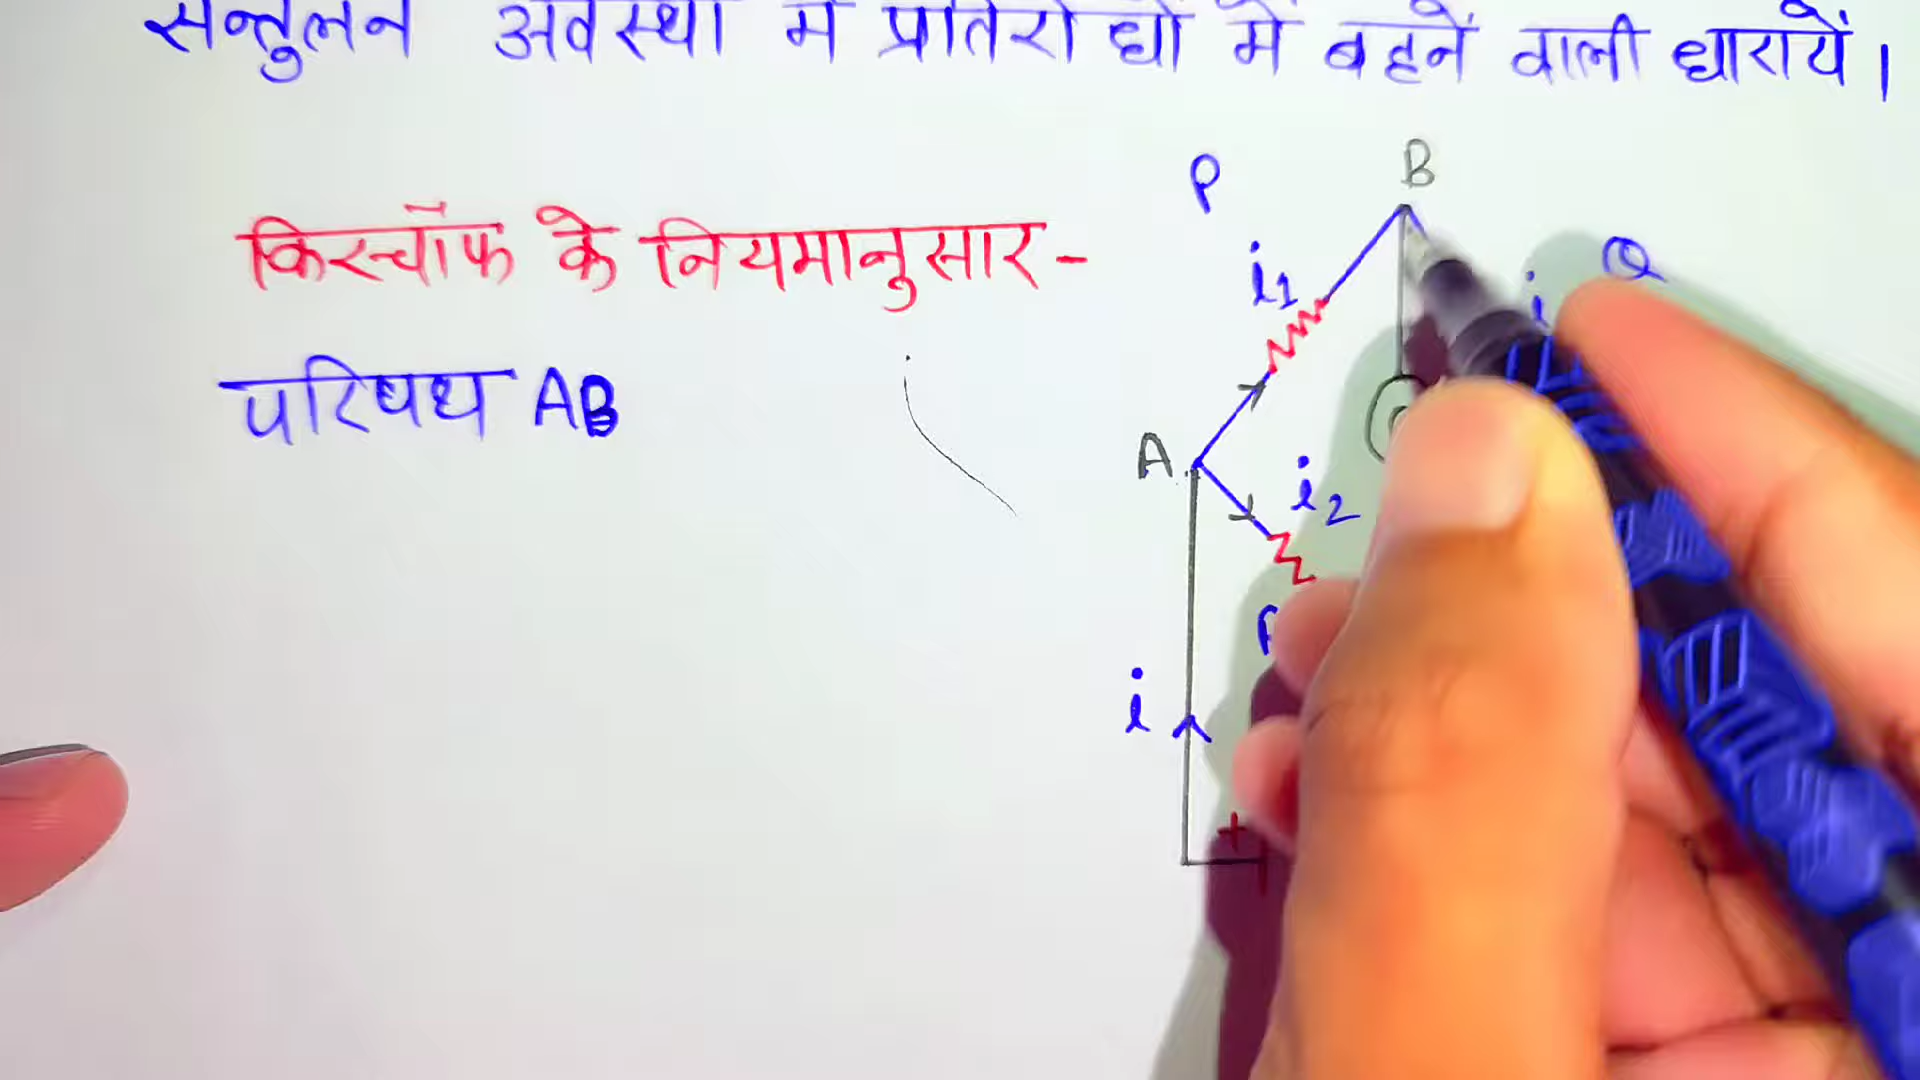 सन्तुलन अवस्था में प्रतिरोधों में बहनें वाली धारायें।
किरचॉफ के नियमानुसार-
परिपथ AB
B
P
Q
i1
i
A
i2
i
+